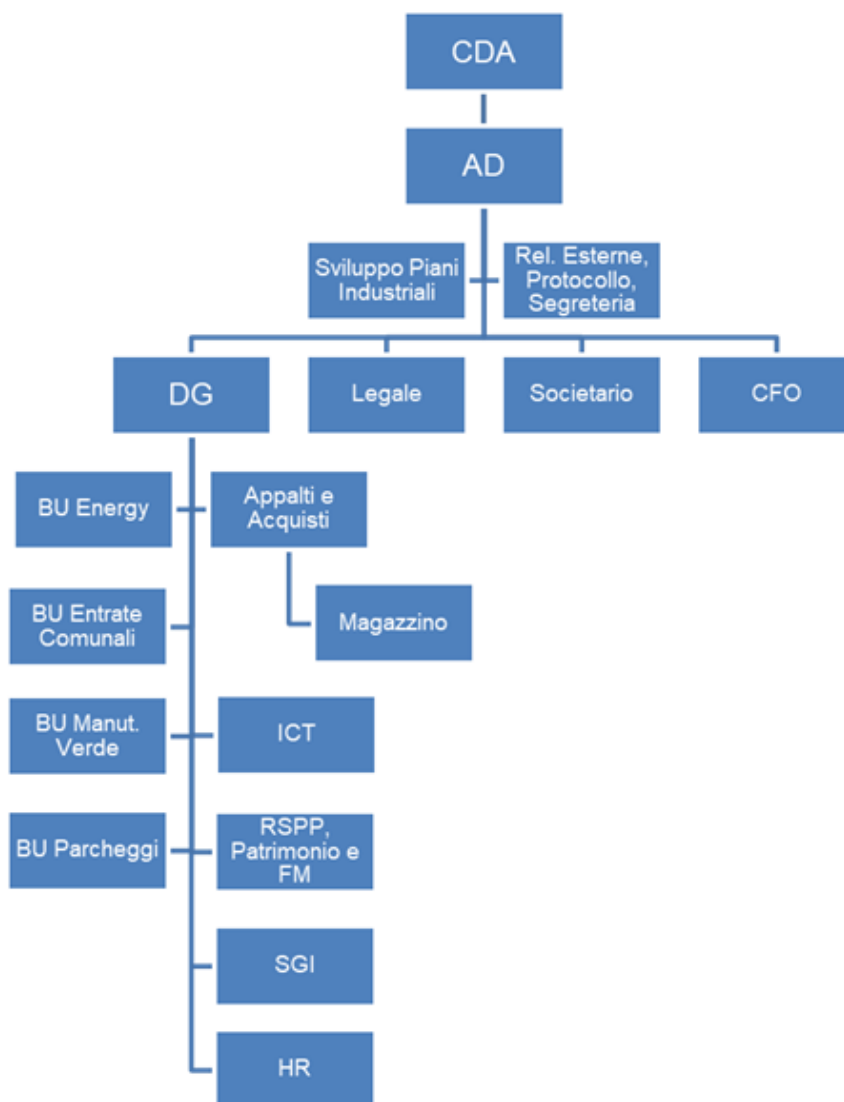 CDA
AD
Sviluppo Piani
Industriali
Rel. Esterne,
Protocollo,
Segreteria
DG
Legale
Societario
CFO
BU Energy
Appalti e
Acquisti
Magazzino
BU Entrate
Comunali
BU Manut.
Verde
ICT
BU Parcheggi
RSPP,
Patrimonio e
FM
SGI
HR